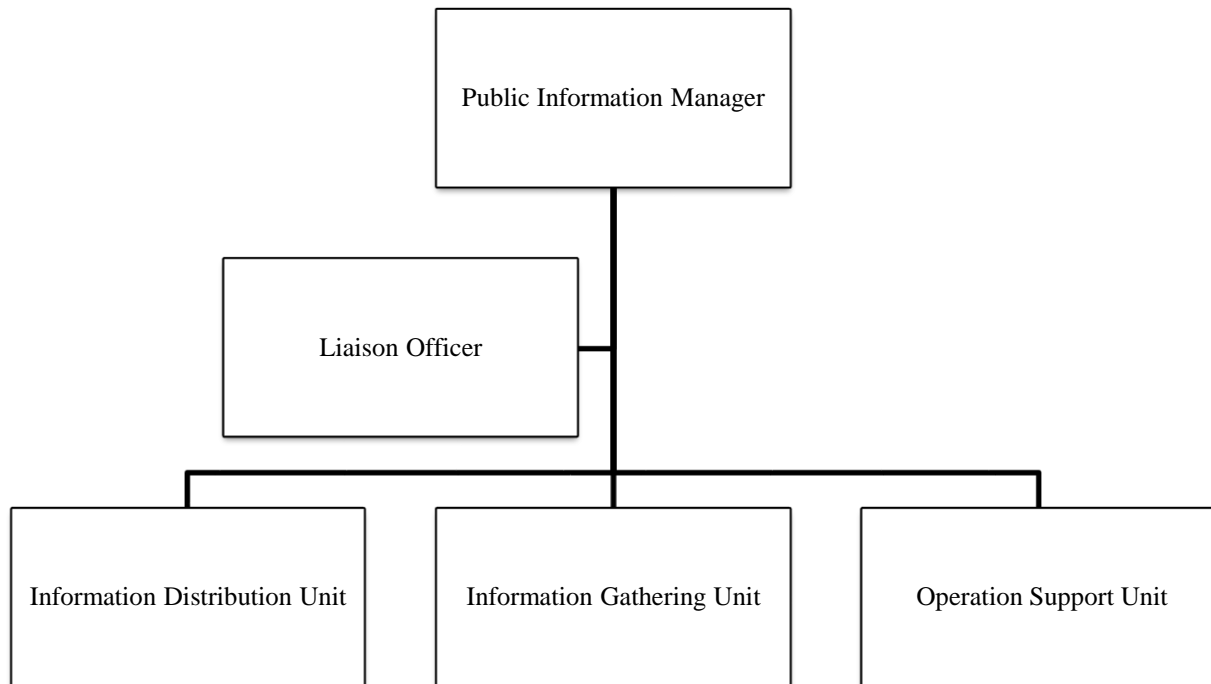 Public Information Manager
Liaison Officer
Information Distribution Unit
Information Gathering Unit
Operation Support Unit